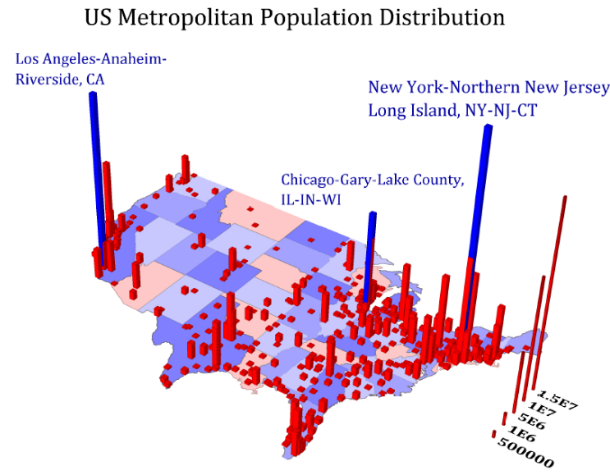 US Metropolitan Population Distribution
Los Angeles-Anaheim-
Riverside, CA
New York-Northern New Jersey
Long Island, NY-NJ-CT
Chicago-Gary-Lake County,
IL-IN-WI
1.5E7
1E7
5E6
1E6
500000